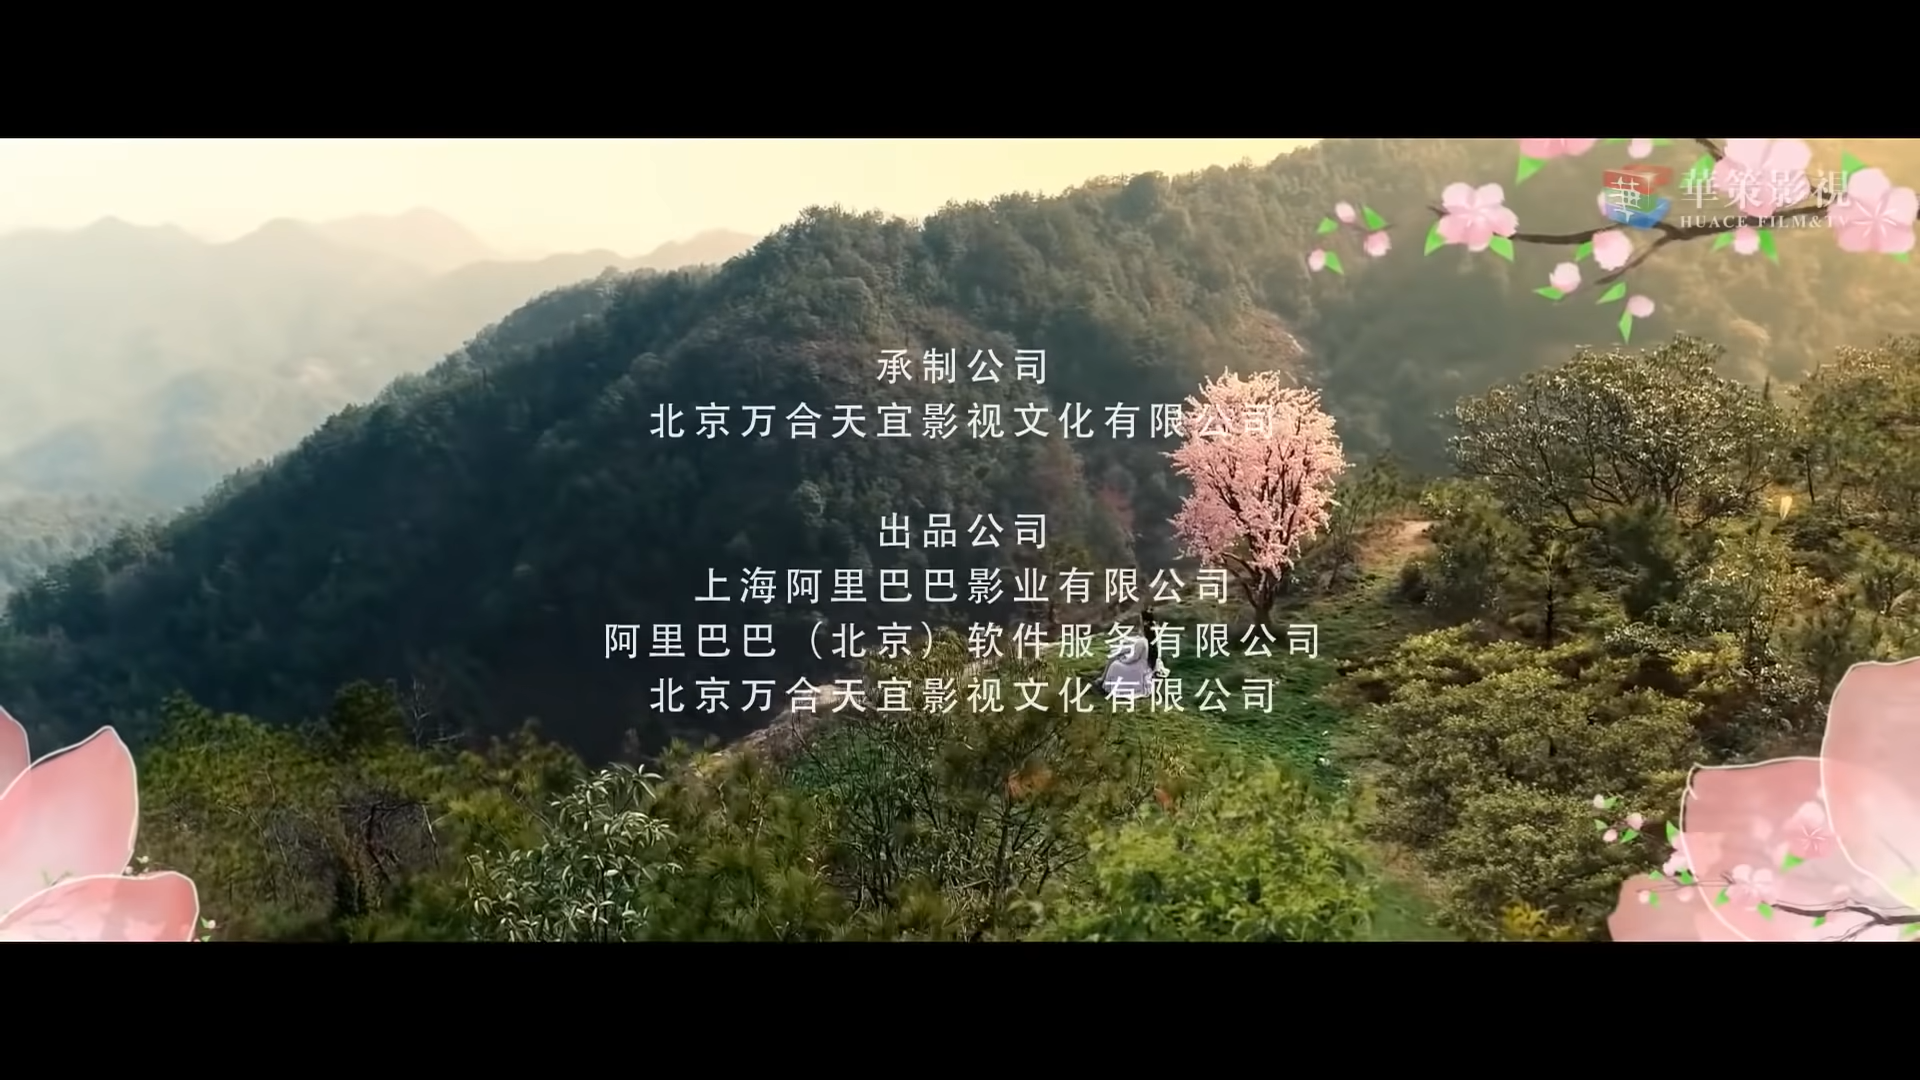 華策影視
HUACE FILM&TV
承制公司
北京万合天宜影视文化有限公司
出品公司
上海阿里巴巴影业有限公司
阿里巴巴（北京）软件服务有限公司
北京万合天宜影视文化有限公司